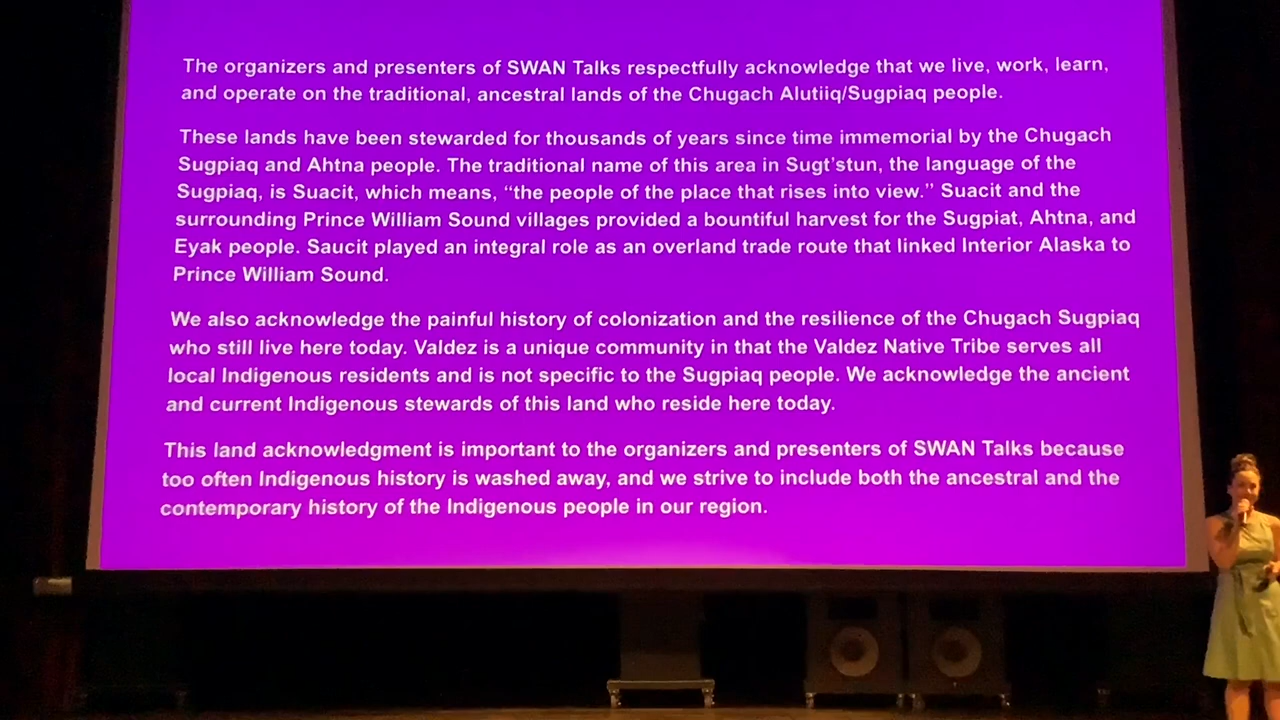 The organizers and presenters of SWAN Talks respectfully acknowledge that we live, work, learn,
and operate on the traditional, ancestral lands of the Chugach Alutiiq/Sugpiaq people.
These lands have been stewarded for thousands of years since time immemorial by the Chugach
Sugpiaq and Ahtna people. The traditional name of this area in Sugt'stun, the language of the
Sugpiaq, is Suacit, which means, “the people of the place that rises into view.” Suacit and the
surrounding Prince William Sound villages provided a bountiful harvest for the Sugpiat, Ahtna, and
Eyak people. Saucit played an integral role as an overland trade route that linked Interior Alaska to
Prince William Sound.
We also acknowledge the painful history of colonization and the resilience of the Chugach Sugpiaq
who still live here today. Valdez is a unique community in that the Valdez Native Tribe serves all
local Indigenous residents and is not specific to the Sugpiaq people. We acknowledge the ancient
and current Indigenous stewards of this land who reside here today.
This land acknowledgment is important to the organizers and presenters of SWAN Talks because
too often Indigenous history is washed away, and we strive to include both the ancestral and the
contemporary history of the Indigenous people in our region.